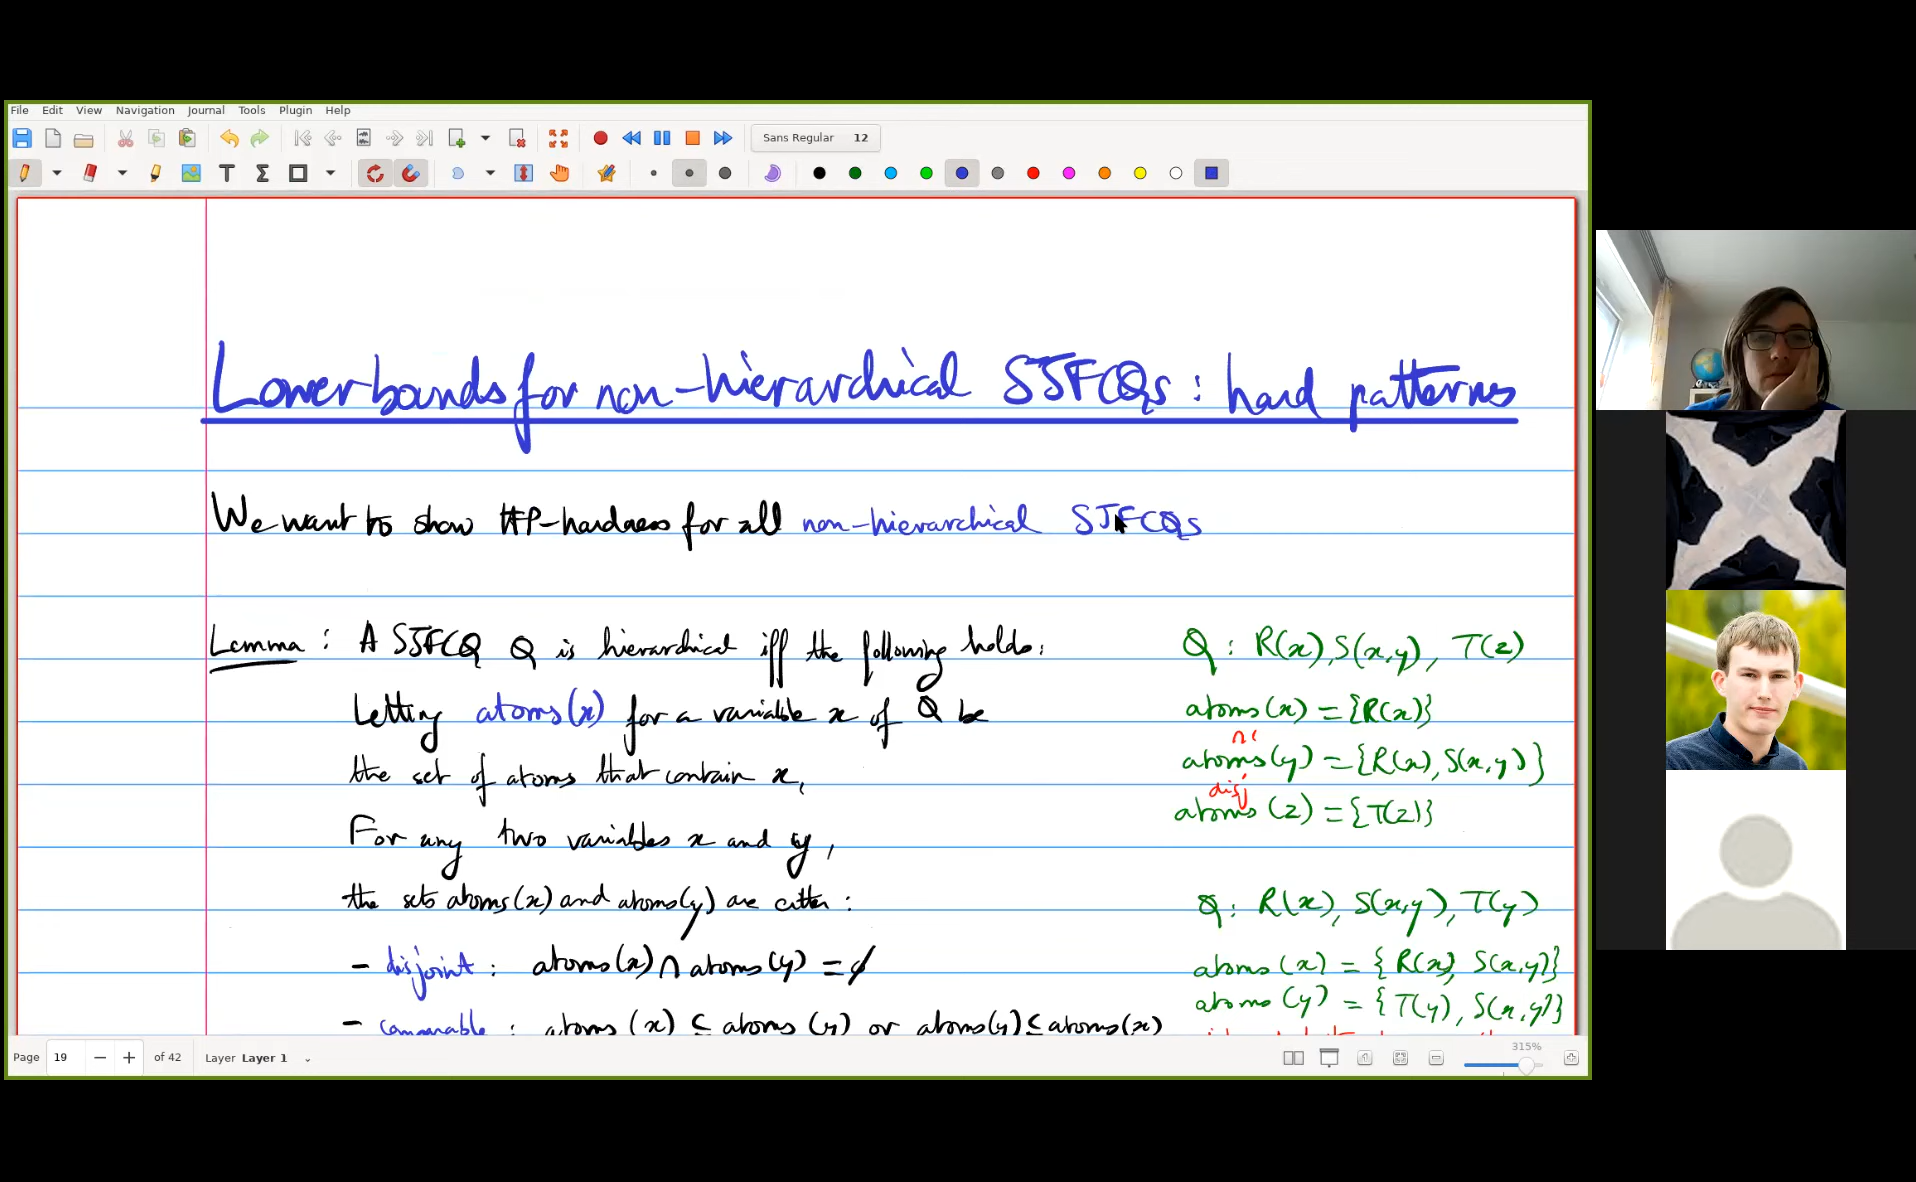 File Edit View Navigation Journal Tools Plugin Help
Sans Regular 12
Lower bounds for non-hierarchical SJFCQs : hard patterns
We want to show #P-hardness for all non-hierarchical SJFCQs
Lemma : A SJFCQ Q is hierarchical iff the following holds :
Letting atoms(x) for a variable x of Q be
the set of atoms that contain x,
For any two variables x and y,
the sets atoms(x) and atoms(y) are either :
- disjoint : atoms(x) ∩ atoms(y) = ∅
- comparable : atoms(x) ⊆ atoms(y) or atoms(y) ⊆ atoms(x)
Q : R(x), S(x,y), T(z)
atoms(x) = {R(x)}
∩(
atoms(y) = {R(x), S(x,y)}
disj
atoms(z) = {T(z)}
Q : R(x), S(x,y), T(y)
atoms(x) = {R(x), S(x,y)}
atoms(y) = {T(y), S(x,y)}
Page 19 of 42 Layer Layer 1 315%